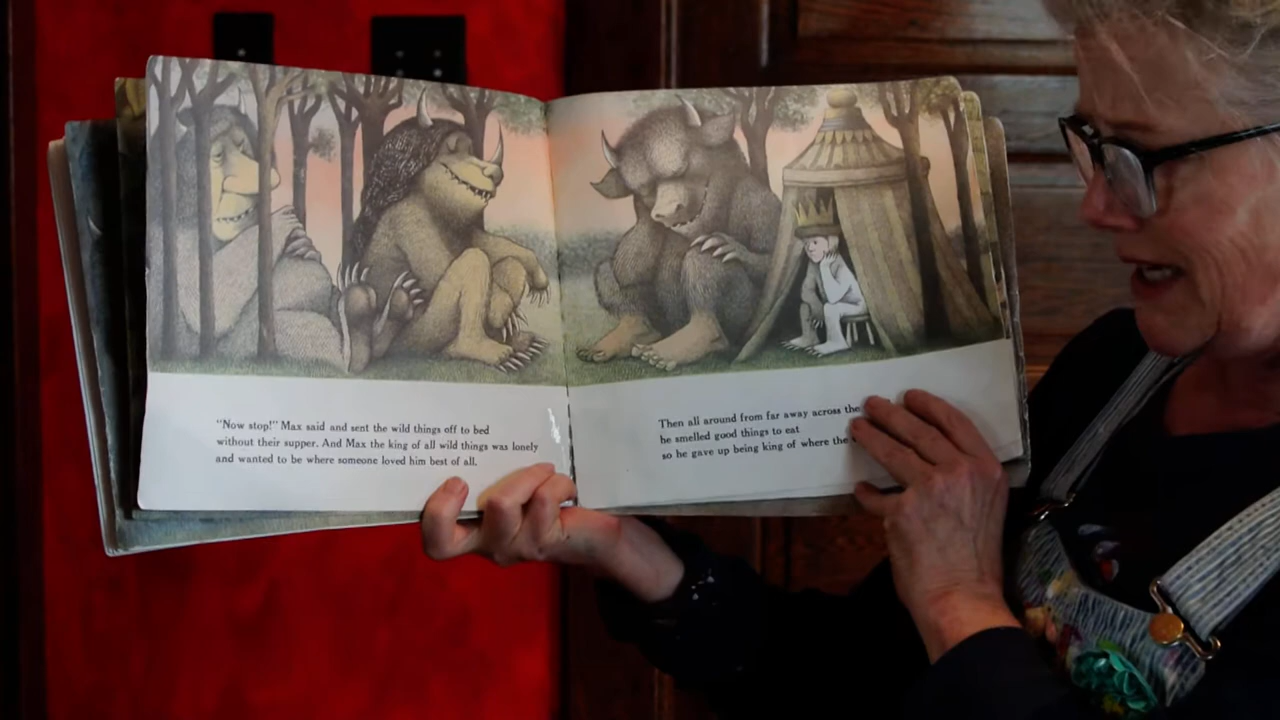 "Now stop!" Max said and sent the wild things off to bed
without their supper. And Max the king of all wild things was lonely
and wanted to be where someone loved him best of all.
Then all around from far away across the
he smelled good things to eat
so he gave up being king of where the